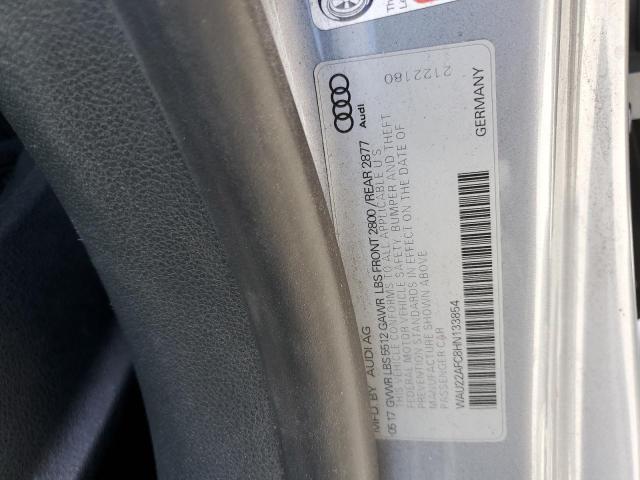 Th
Lo
Audi
2122180
MFD BY AUDI AG
05 17 GVWR LBS 5512 GAWR LBS FRONT 2800 / REAR 2877
THIS VEHICLE CONFORMS TO ALL APPLICABLE U.S.
FEDERAL MOTOR VEHICLE SAFETY, BUMPER AND THEFT
PREVENTION STANDARDS IN EFFECT ON THE DATE OF
MANUFACTURE SHOWN ABOVE
PASSENGER CAR
WAU22AFC8HN133854
GERMANY